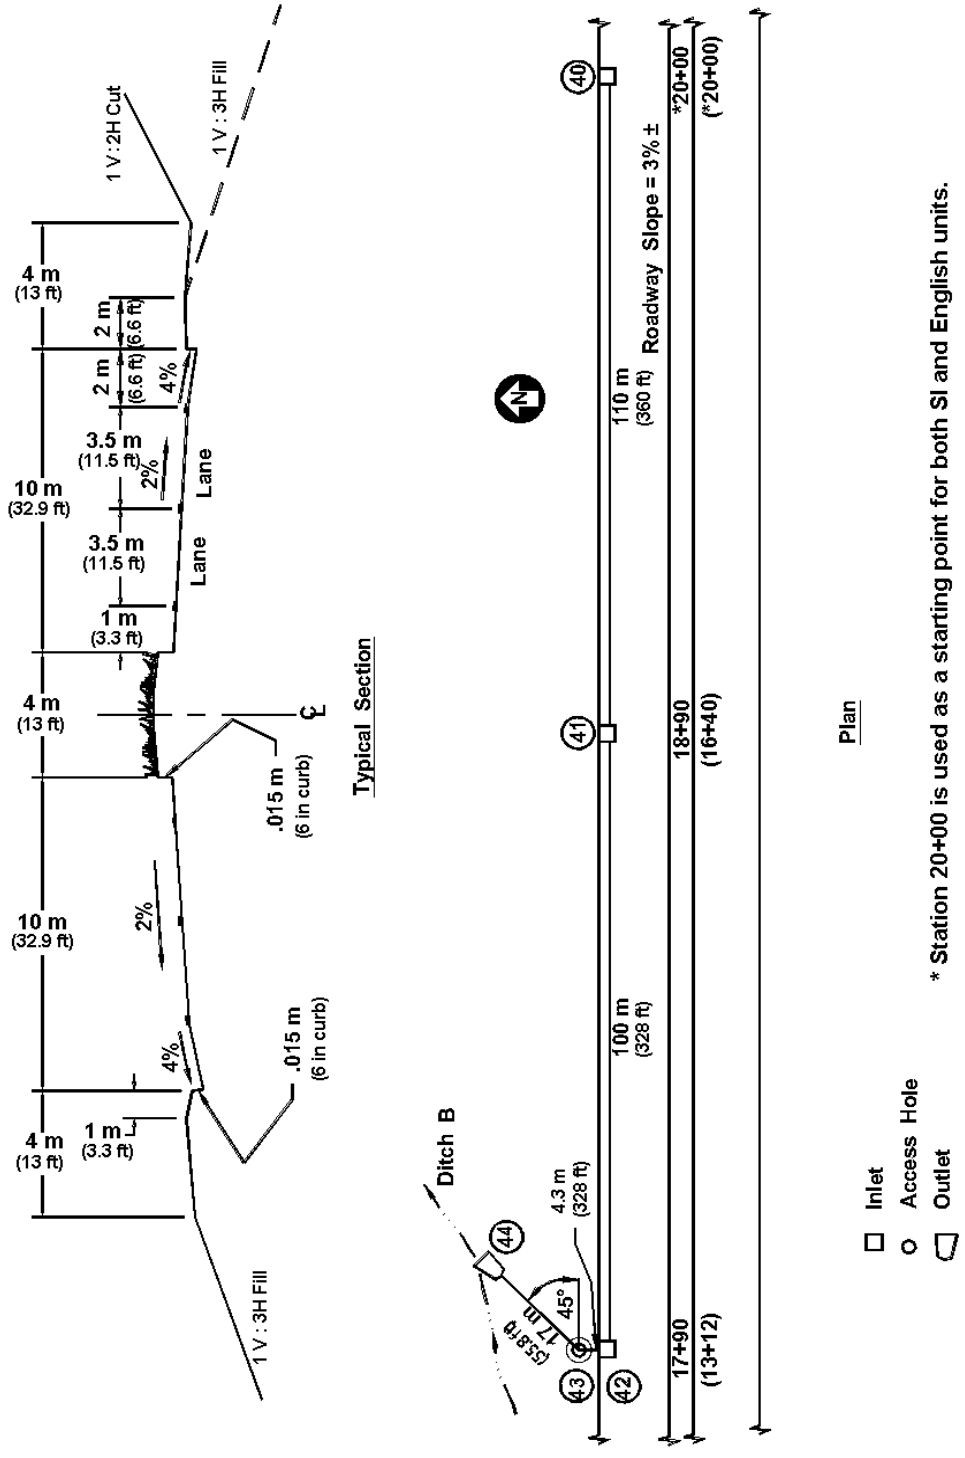 4 m
(13 ft)
10 m
(32.9 ft)
4 m
(13 ft)
10 m
(32.9 ft)
4 m
(13 ft)
1 m
(3.3 ft)
1 m
(3.3 ft)
3.5 m
(11.5 ft)
3.5 m
(11.5 ft)
2 m
(6.6 ft)
2 m
(6.6 ft)
1 V : 2H Cut
4%
2%
2%
4%
1 V : 3H Fill
1 V : 3H Fill
Lane
Lane
.015 m
(6 in curb)
.015 m
(6 in curb)
CL
Typical Section
Ditch B
44
17 m
(55.8 ft)
45°
4.3 m
(328 ft)
N
43
42
41
40
100 m
(328 ft)
110 m
(360 ft)
Roadway Slope = 3% ±
17+90
(13+12)
18+90
(16+40)
*20+00
(*20+00)
Plan
Inlet
Access Hole
Outlet
* Station 20+00 is used as a starting point for both SI and English units.